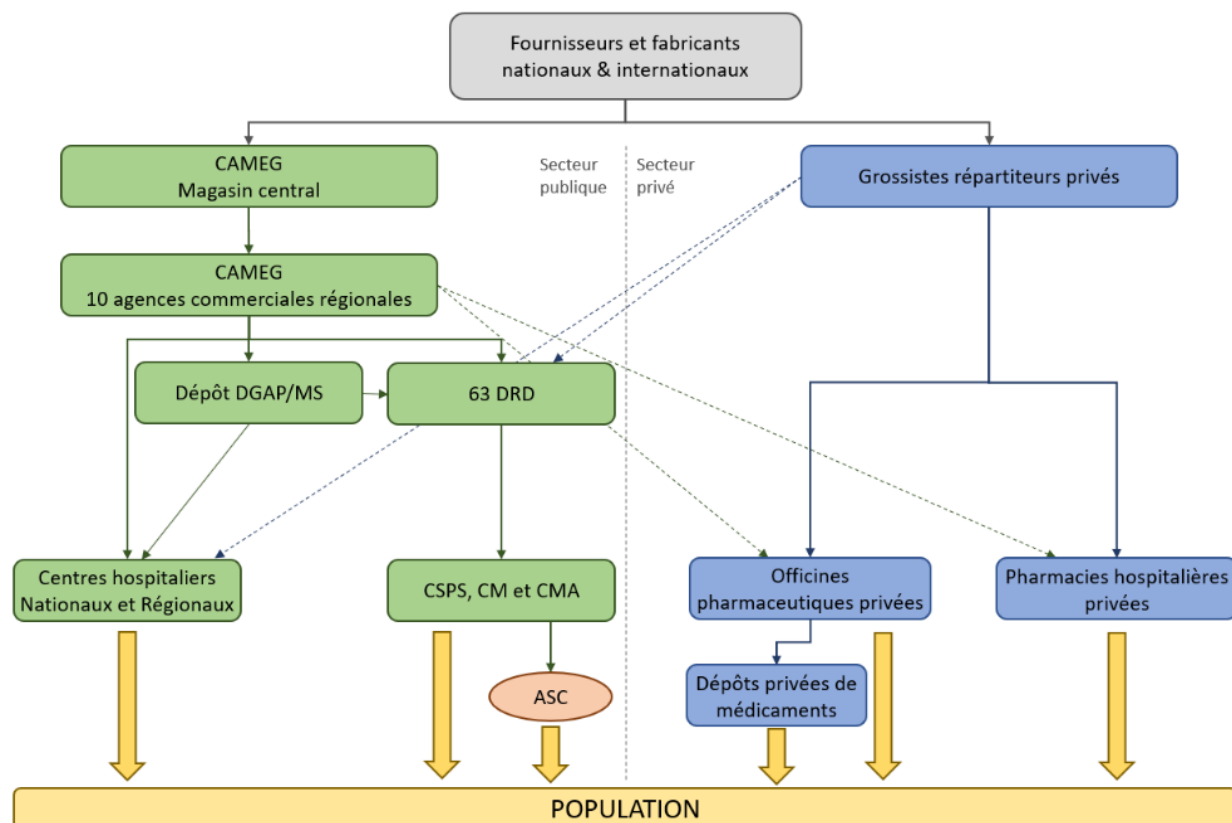 Fournisseurs et fabricants
nationaux & internationaux
CAMEG
Magasin central
Secteur
publique
Secteur
privé
Grossistes répartiteurs privés
CAMEG
10 agences commerciales régionales
Dépôt DGAP/MS
63 DRD
Centres hospitaliers
Nationaux et Régionaux
CSPS, CM et CMA
Officines
pharmaceutiques privées
Pharmacies hospitalières
privées
ASC
Dépôts privées de
médicaments
POPULATION